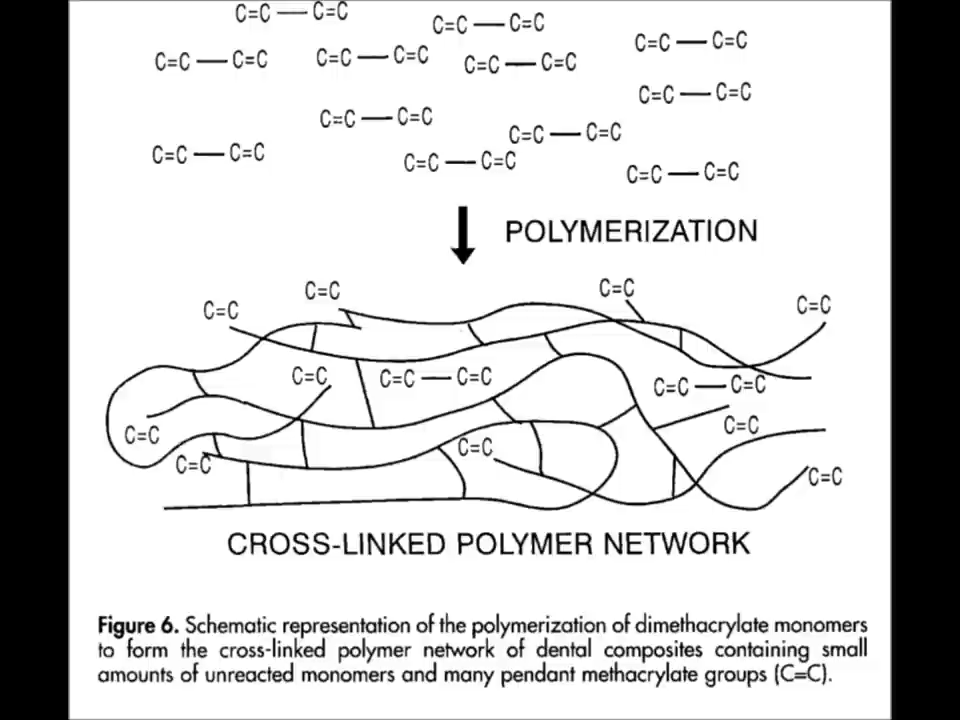 C=C — C=C
C=C — C=C
C=C — C=C
C=C — C=C
C=C — C=C
C=C — C=C
C=C — C=C
C=C — C=C
C=C — C=C
C=C — C=C
C=C — C=C
C=C — C=C
C=C — C=C
POLYMERIZATION
C=C
C=C
C=C
C=C
C=C
C=C — C=C
C=C — C=C
C=C
C=C
C=C
C=C
C=C
CROSS-LINKED POLYMER NETWORK
Figure 6. Schematic representation of the polymerization of dimethacrylate monomers
to form the cross-linked polymer network of dental composites containing small
amounts of unreacted monomers and many pendant methacrylate groups (C=C).